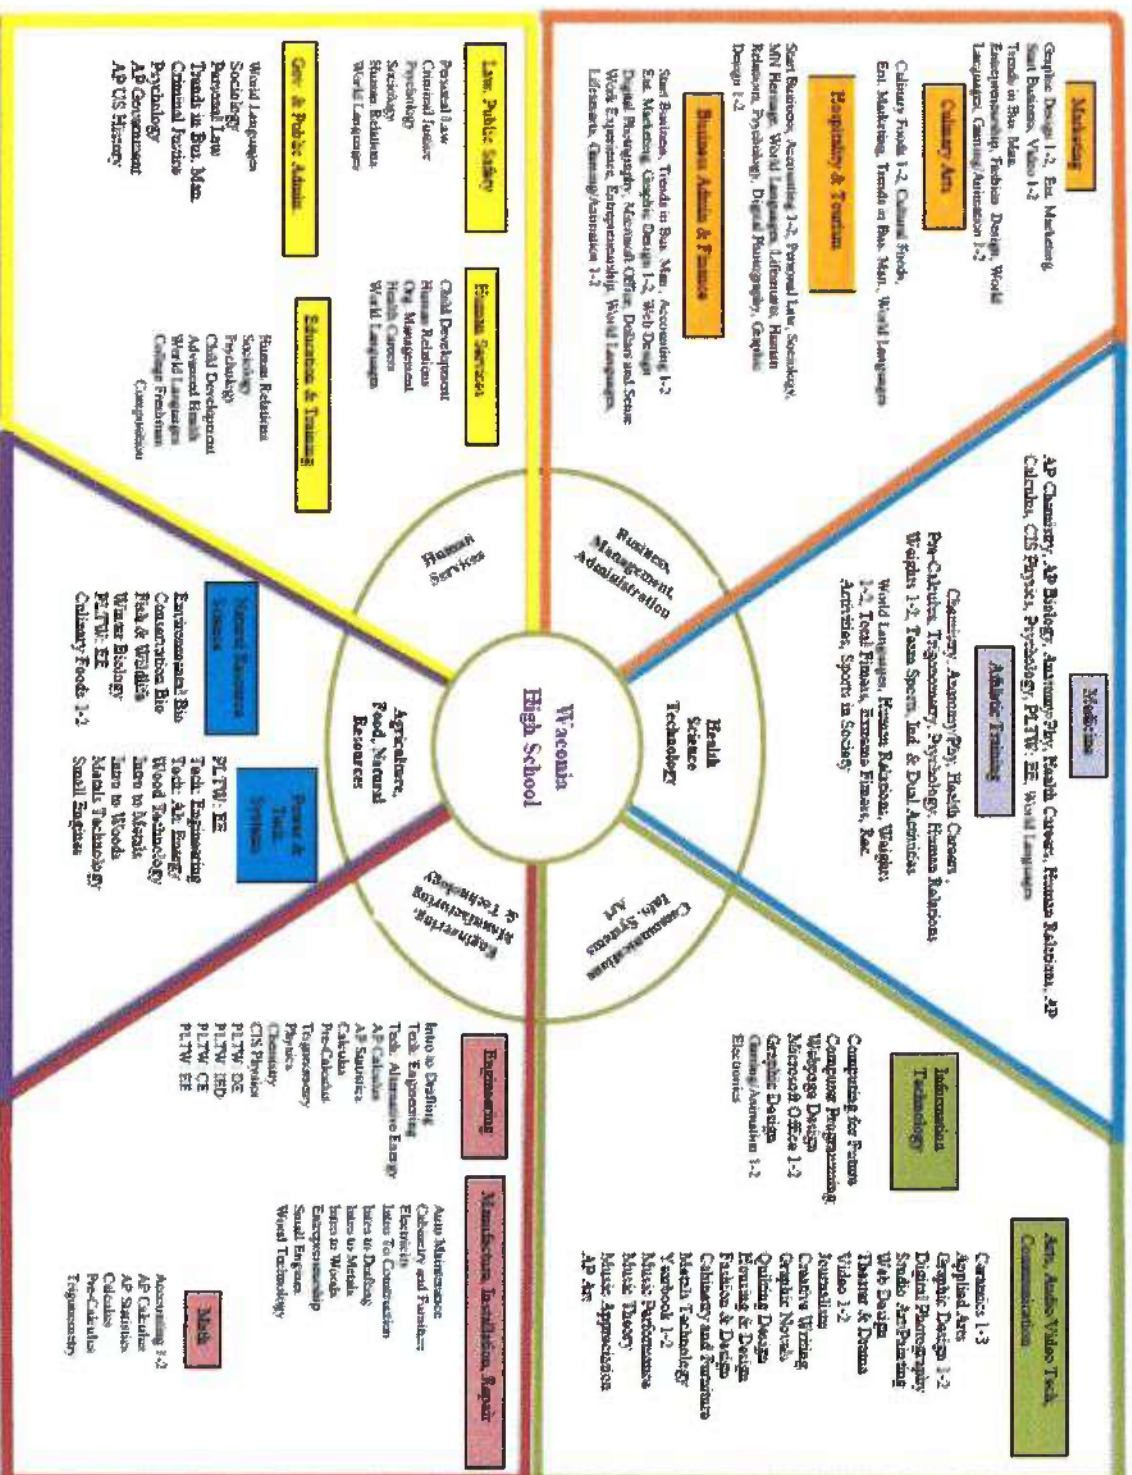 Marketing
Graphic Design 1-2, Ent. Marketing
Start Business, Video 1-2
Trends in Bus. Man.
Entrepreneurship, Fashion Design, World
Languages, Gaming/Animation 1-2
Culinary Arts
Culinary Foods 1-2, Cultural Foods,
Ent. Marketing, Trends in Bus. Man., World Languages
Hospitality & Tourism
Start Business, Accounting 1-2, Personal Law, Sociology,
MN Heritage, World Languages, Lifesmarts, Human
Relations, Psychology, Digital Photography, Graphic
Design 1-2
Business Admin & Finance
Start Business, Trends in Bus. Man., Accounting 1-2
Ent. Marketing, Graphic Design 1-2, Web Design
Digital Photography, Microsoft Office, Dollars and Sense
Work Experience, Entrepreneurship, World Languages,
Lifesmarts, Gaming/Animation 1-2
Medicine
AP Chemistry, AP Biology, Anatomy/Phy, Health Careers, Human Relations, AP
Calculus, CIS Physics, Psychology, PLTW: EE, World Languages
Athletic Training
Chemistry, Anatomy/Phy, Health Careers,
Pre-Calculus, Trigonometry, Psychology, Human Relations
Weights 1-2, Team Sports, Ind & Dual Activities
World Languages, Human Relations, Weights
1-2, Total Fitness, Extreme Fitness, Rec.
Activities, Sports in Society
Information
Technology
Computing for Future
Computer Programming
Webpage Design
Microsoft Office 1-2
Graphic Design
Gaming/Animation 1-2
Electronics
Arts, Audio/Video Tech,
Communication
Ceramics 1-3
Applied Arts
Graphic Design 1-2
Digital Photography
Studio Art:Painting
Web Design
Theater & Drama
Video 1-2
Journalism
Creative Writing
Graphic Novels
Quilting Design
Housing & Design
Fashion & Design
Cabinetry and Furniture
Metals Technology
Yearbook 1-2
Music Performance
Music Theory
Music Appreciation
AP Art
Business,
Management,
Administration
Health
Science
Technology
Communications
Info. Systems
Art
Waconia
High School
Human
Services
Agriculture,
Food, Natural
Resources
Engineering,
Manufacturing
& Technology
Law, Public Safety
Personal Law
Criminal Justice
Psychology
Sociology
Human Relations
World Languages
Human Services
Child Development
Human Relations
Org. Management
Health Careers
World Languages
Gov. & Public Admin.
World Languages
Sociology
Personal Law
Trends in Bus. Man.
Criminal Justice
Psychology
AP Government
AP US History
Education & Training
Human Relations
Sociology
Psychology
Child Development
Advanced Health
World Languages
College Freshman
Composition
Natural Resource
Science
Environmental Bio
Conservation Bio
Fish & Wildlife
Winter Biology
PLTW: EE
Culinary Foods 1-2
Power &
Tech.
Systems
PLTW: EE
Tech: Engineering
Tech: Alt. Energy
Wood Technology
Intro to Metals
Intro to Woods
Metals Technology
Small Engines
Engineering
Intro to Drafting
Tech: Engineering
Tech: Alternative Energy
AP Calculus
AP Statistics
Calculus
Pre-Calculus
Trigonometry
Physics
Chemistry
CIS Physics
PLTW: DE
PLTW: IED
PLTW: CE
PLTW: EE
Manufacture, Installation, Repair
Auto Maintenance
Cabinetry and Furniture
Electricity
Intro To Construction
Intro to Drafting
Intro to Metals
Intro to Woods
Entrepreneurship
Small Engines
Wood Technology
Math
Accounting 1-2
AP Calculus
AP Statistics
Calculus
Pre-Calculus
Trigonometry